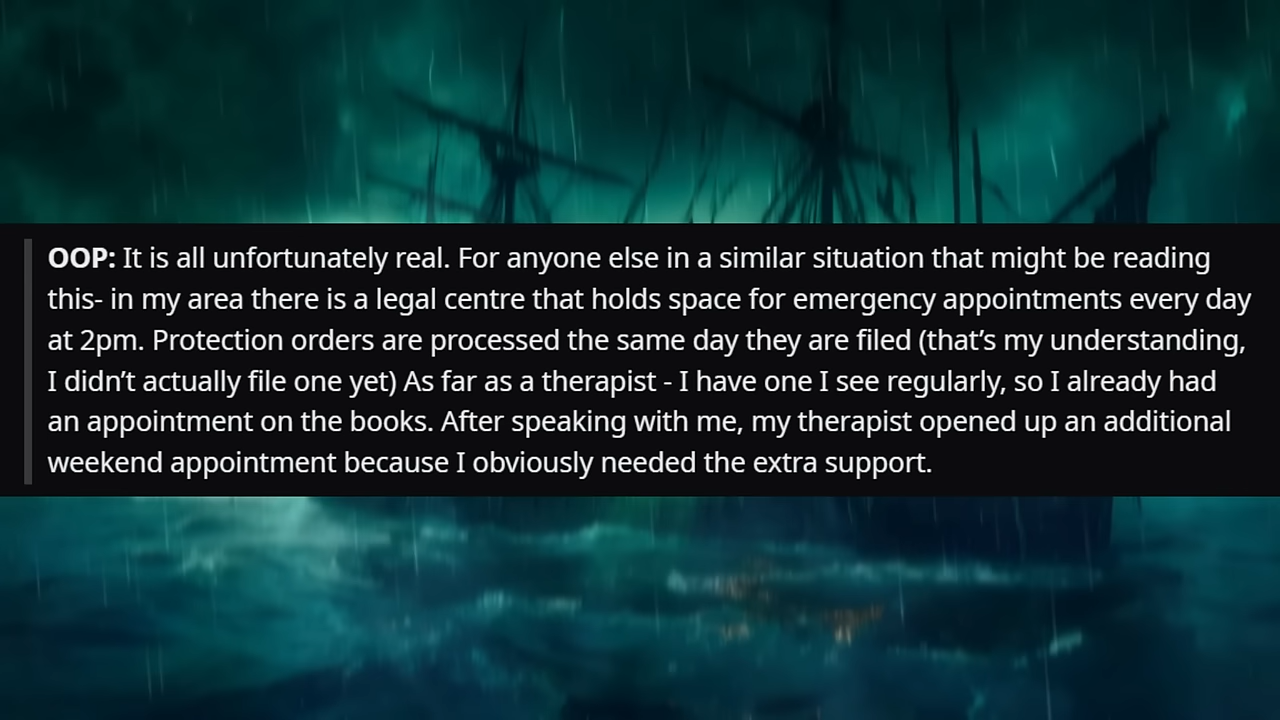 OOP: It is all unfortunately real. For anyone else in a similar situation that might be reading
this- in my area there is a legal centre that holds space for emergency appointments every day
at 2pm. Protection orders are processed the same day they are filed (that’s my understanding,
I didn’t actually file one yet) As far as a therapist - I have one I see regularly, so I already had
an appointment on the books. After speaking with me, my therapist opened up an additional
weekend appointment because I obviously needed the extra support.